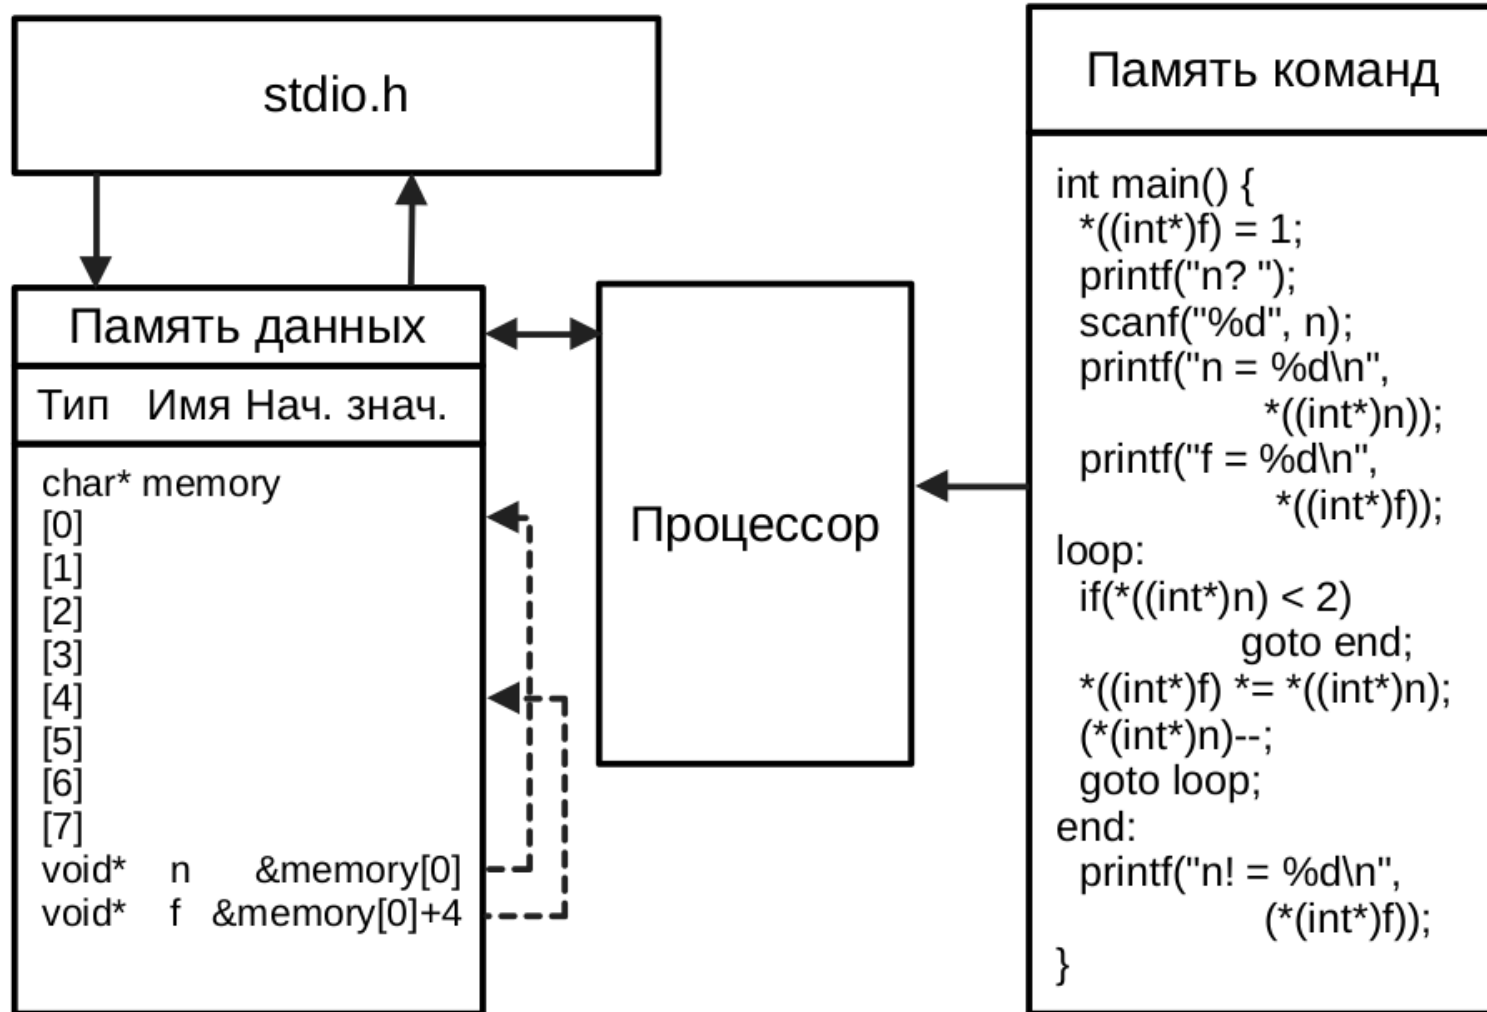 stdio.h
Память данных
Тип Имя Нач. знач.
char* memory
[0]
[1]
[2]
[3]
[4]
[5]
[6]
[7]
void* n &memory[0]
void* f &memory[0]+4
Процессор
Память команд
int main() {
*((int*)f) = 1;
printf("n? ");
scanf("%d", n);
printf("n = %d\n",
*((int*)n));
printf("f = %d\n",
*((int*)f));
loop:
if(*((int*)n) < 2)
goto end;
*((int*)f) *= *((int*)n);
(*(int*)n)--;
goto loop;
end:
printf("n! = %d\n",
(*(int*)f));
}